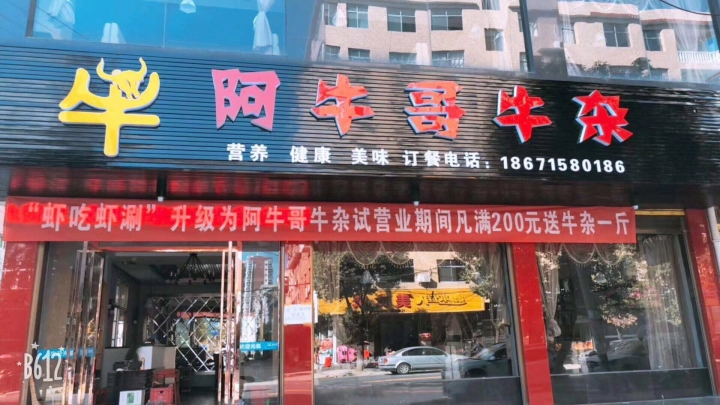 牛 阿牛哥牛杂
营养 健康 美味 订餐电话：18671580186
“虾吃虾涮”升级为阿牛哥牛杂试营业期间凡满200元送牛杂一斤
B612